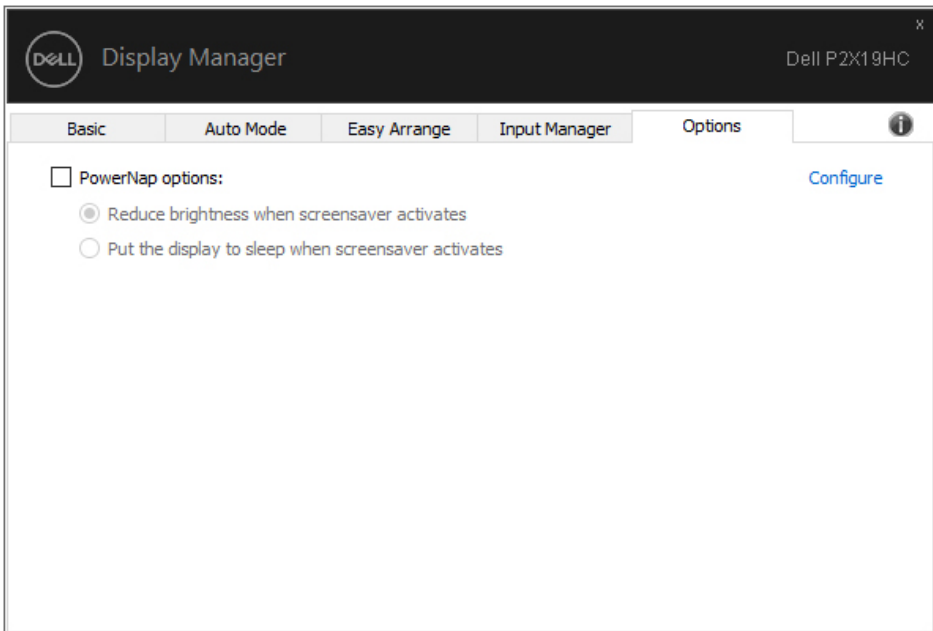 x
DELL Display Manager Dell P2X19HC
Basic Auto Mode Easy Arrange Input Manager Options i
PowerNap options: Configure
Reduce brightness when screensaver activates
Put the display to sleep when screensaver activates